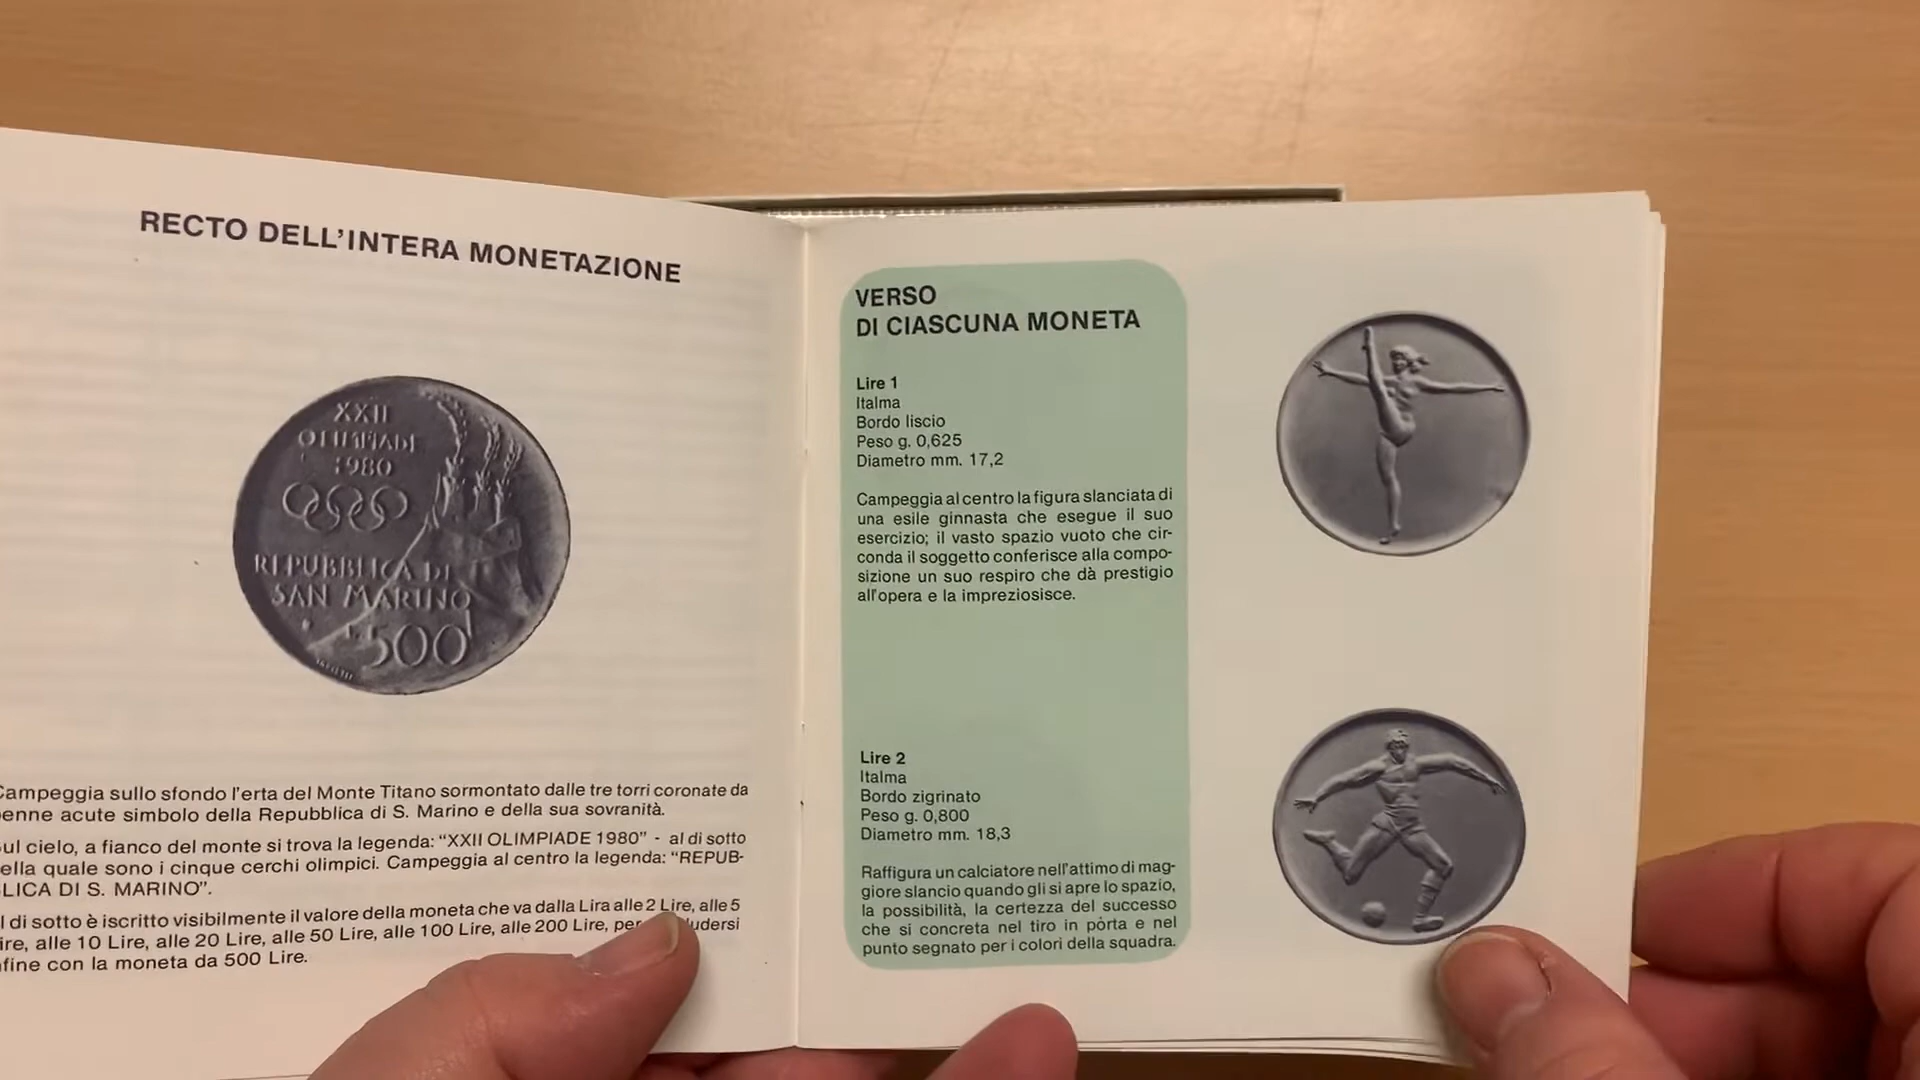 RECTO DELL'INTERA MONETAZIONE
XXII
OLIMPIADE
1980
REPUBBLICA DI
SAN MARINO
L. 500
Campeggia sullo sfondo l'erta del Monte Titano sormontato dalle tre torri coronate da
penne acute simbolo della Repubblica di S. Marino e della sua sovranità.
sul cielo, a fianco del monte si trova la legenda: "XXII OLIMPIADE 1980" - al di sotto
della quale sono i cinque cerchi olimpici. Campeggia al centro la legenda: "REPUB-
BLICA DI S. MARINO".
di sotto è iscritto visibilmente il valore della moneta che va dalla Lira alle 2 Lire, alle 5
Lire, alle 10 Lire, alle 20 Lire, alle 50 Lire, alle 100 Lire, alle 200 Lire,
con la moneta da 500 Lire.
VERSO
DI CIASCUNA MONETA
Lire 1
Italma
Bordo liscio
Peso g. 0,625
Diametro mm. 17,2
Campeggia al centro la figura slanciata di
una esile ginnasta che esegue il suo
esercizio; il vasto spazio vuoto che cir-
conda il soggetto conferisce alla compo-
sizione un suo respiro che dà prestigio
all'opera e la impreziosisce.
Lire 2
Italma
Bordo zigrinato
Peso g. 0,800
Diametro mm. 18,3
Raffigura un calciatore nell'attimo di mag-
giore slancio quando gli si apre lo spazio,
la possibilità, la certezza del successo
che si concreta nel tiro in pòrta e nel
punto segnato per i colori della squadra.